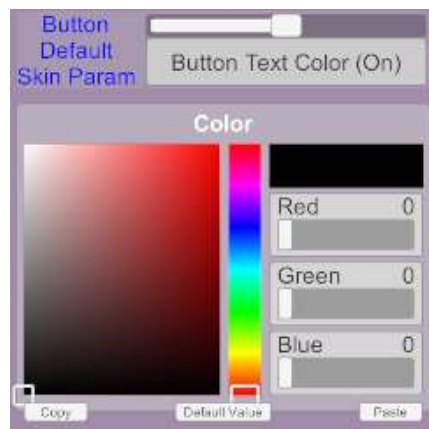 Button
Default
Skin Param
Button Text Color (On)
Color
Red 0
Green 0
Blue 0
Copy
Default Value
Paste